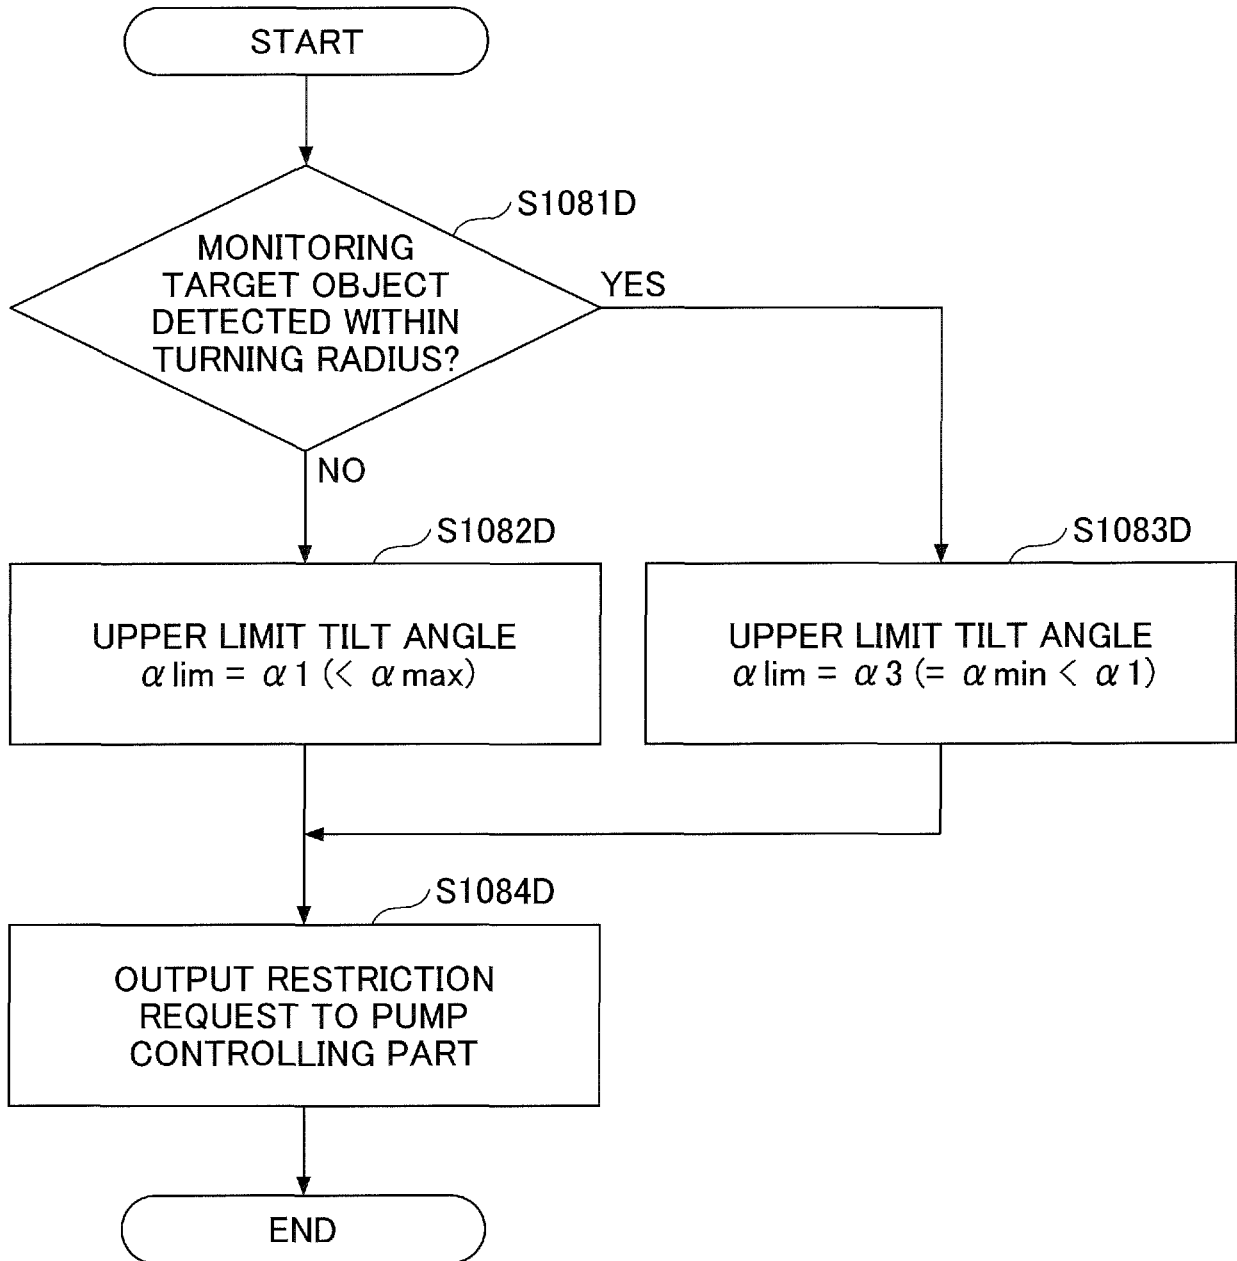 START
S1081D
MONITORING
TARGET OBJECT
DETECTED WITHIN
TURNING RADIUS?
YES
NO
S1082D
UPPER LIMIT TILT ANGLE
α lim = α 1 (< α max)
S1083D
UPPER LIMIT TILT ANGLE
α lim = α 3 (= α min < α 1)
S1084D
OUTPUT RESTRICTION
REQUEST TO PUMP
CONTROLLING PART
END